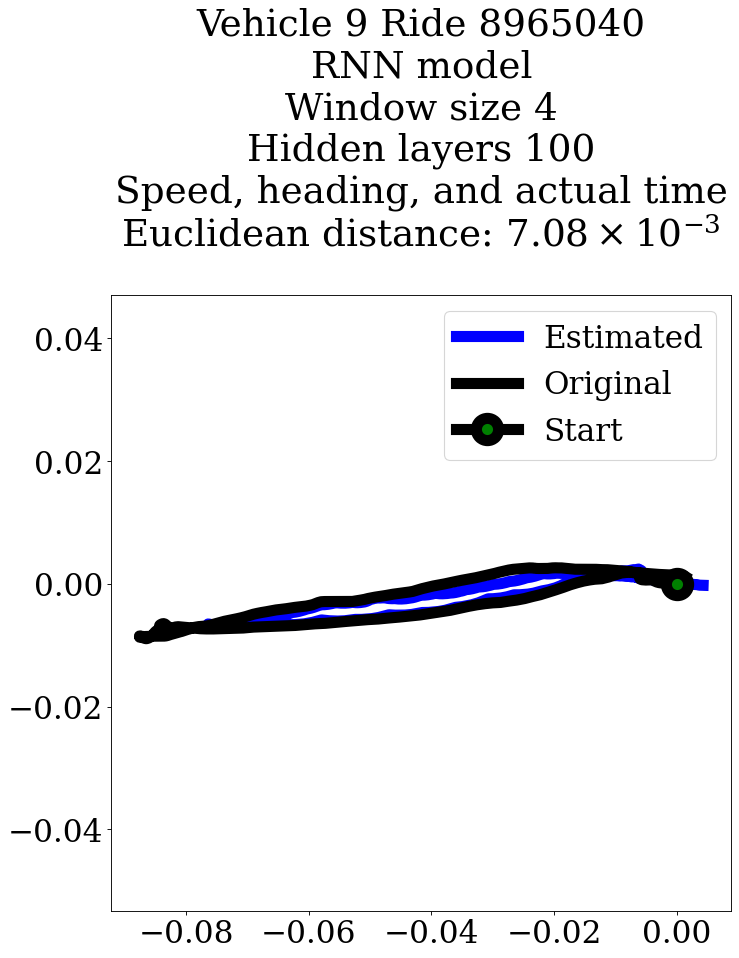 Vehicle 9 Ride 8965040
RNN model
Window size 4
Hidden layers 100
Speed, heading, and actual time
Euclidean distance: 7.08 × 10⁻³
Estimated
Original
Start
0.04
0.02
0.00
−0.02
−0.04
−0.08 −0.06 −0.04 −0.02 0.00